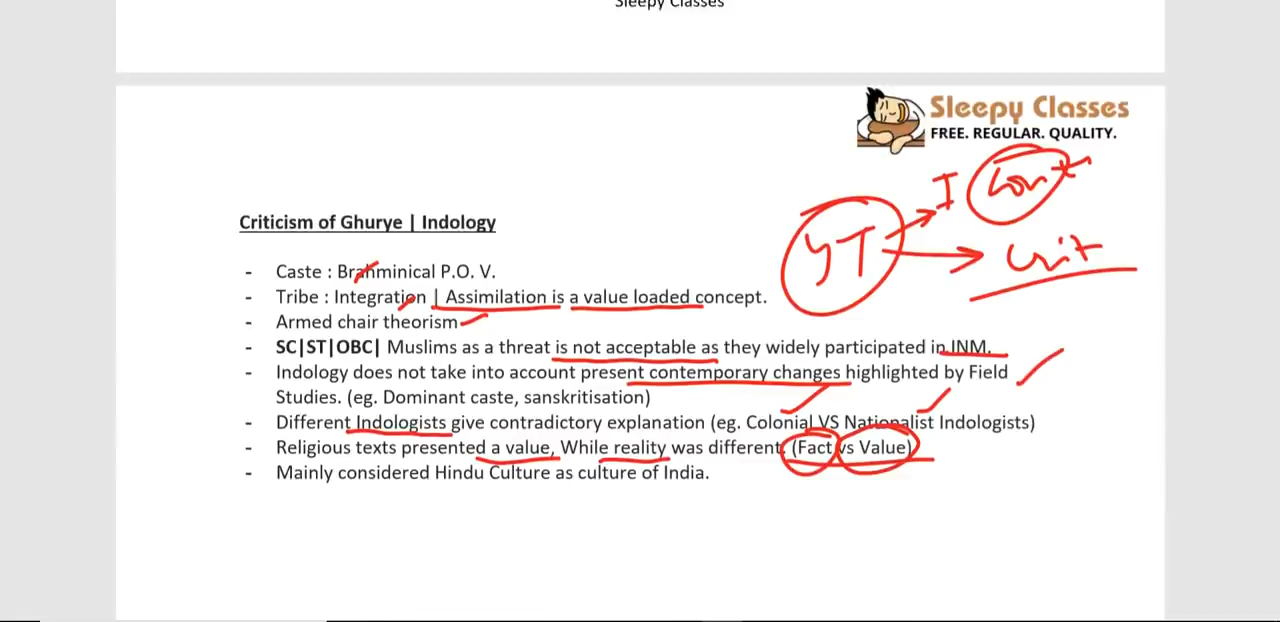 Sleepy Classes
Sleepy Classes
FREE. REGULAR. QUALITY.
Criticism of Ghurye | Indology
YT
I
Crit
- Caste : Brahminical P.O. V.
- Tribe : Integration | Assimilation is a value loaded concept.
- Armed chair theorism
- SC|ST|OBC| Muslims as a threat is not acceptable as they widely participated in INM.
- Indology does not take into account present contemporary changes highlighted by Field
Studies. (eg. Dominant caste, sanskritisation)
- Different Indologists give contradictory explanation (eg. Colonial VS Nationalist Indologists)
- Religious texts presented a value, While reality was different. (Fact vs Value)
- Mainly considered Hindu Culture as culture of India.